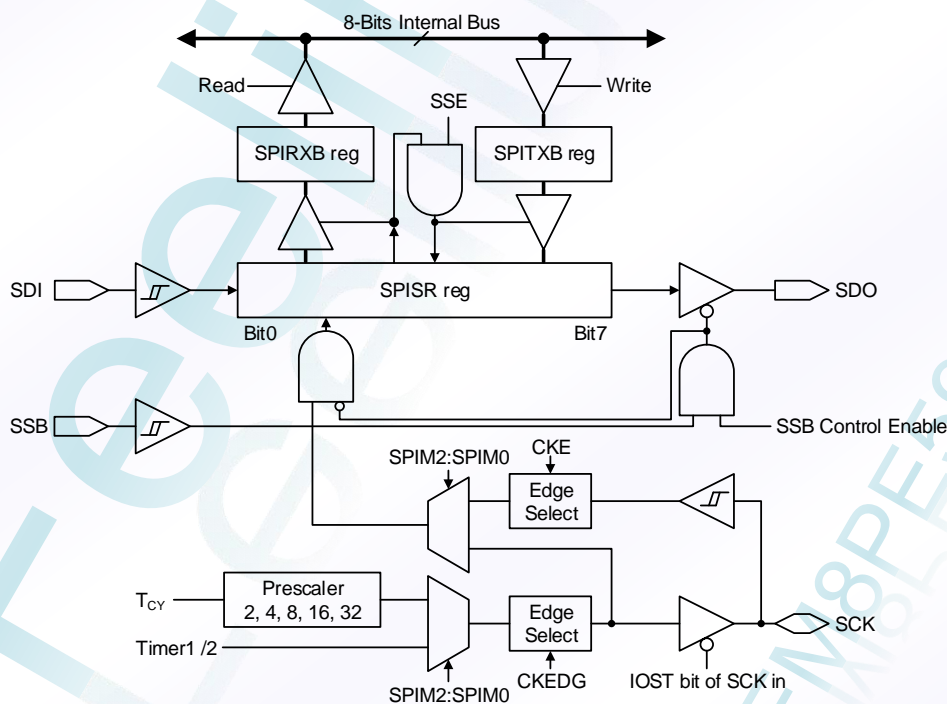 8-Bits Internal Bus
Read
Write
SSE
SPIRXB reg
SPITXB reg
SDI
SPISR reg
SDO
Bit0
Bit7
SSB
SSB Control Enable
SPIM2:SPIM0
CKE
Edge
Select
TCY
Prescaler
2, 4, 8, 16, 32
Timer1 /2
Edge
Select
SCK
SPIM2:SPIM0
CKEDG
IOST bit of SCK in